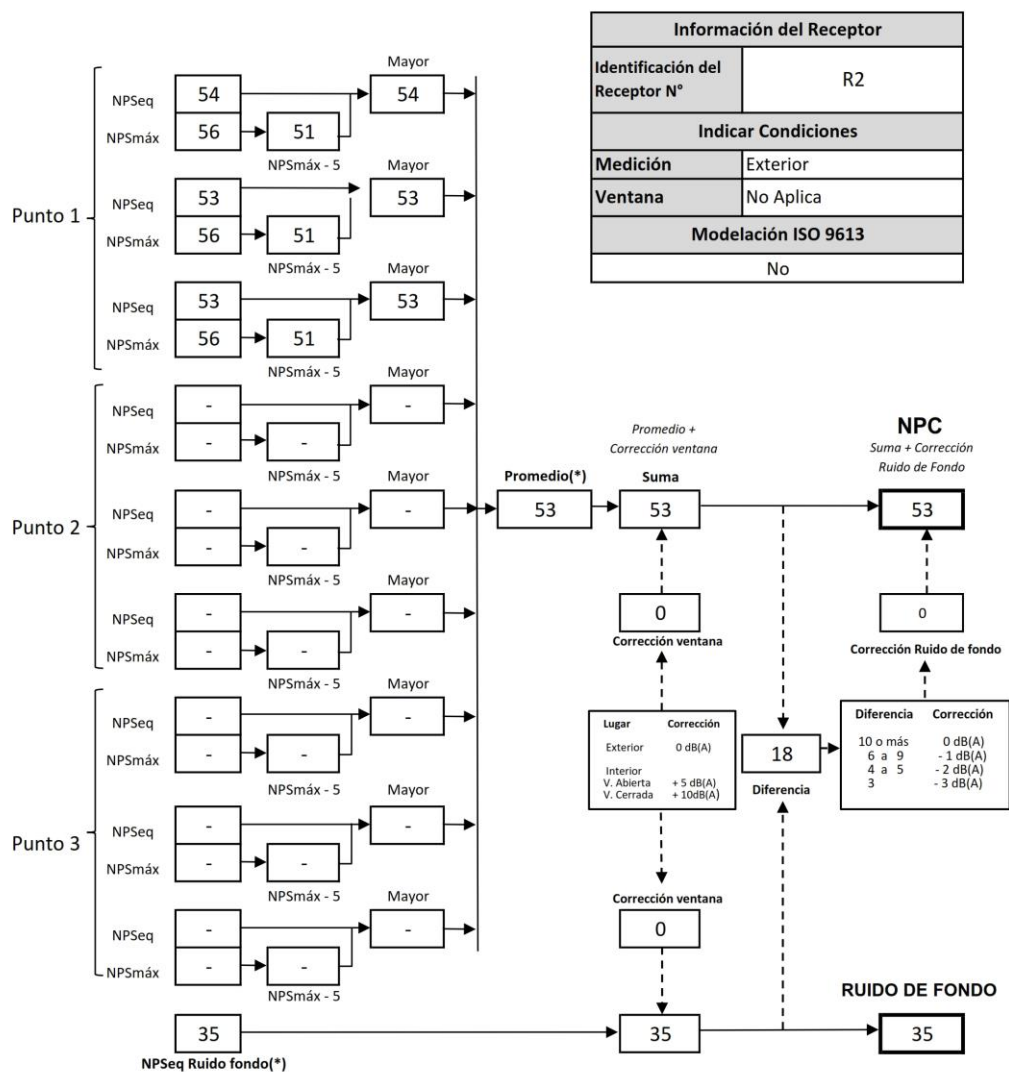 Información del Receptor
Identificación del Receptor N°
R2
Indicar Condiciones
Medición Exterior
Ventana No Aplica
Modelación ISO 9613
No
Punto 1
Mayor
NPSeq 54 54
NPSmáx 56 51
NPSmáx - 5
Mayor
NPSeq 53 53
NPSmáx 56 51
NPSmáx - 5
Mayor
NPSeq 53 53
NPSmáx 56 51
NPSmáx - 5
Punto 2
Mayor
NPSeq - -
NPSmáx - -
NPSmáx - 5
Mayor
NPSeq - -
NPSmáx - -
NPSmáx - 5
Mayor
NPSeq - -
NPSmáx - -
NPSmáx - 5
Punto 3
Mayor
NPSeq - -
NPSmáx - -
NPSmáx - 5
Mayor
NPSeq - -
NPSmáx - -
NPSmáx - 5
Mayor
NPSeq - -
NPSmáx - -
NPSmáx - 5
Promedio(*)
53
Promedio +
Corrección ventana
Suma
53
0
Corrección ventana
NPC
Suma + Corrección
Ruido de Fondo
53
0
Corrección Ruido de fondo
Lugar Corrección
Exterior 0 dB(A)
Interior
V. Abierta + 5 dB(A)
V. Cerrada + 10dB(A)
18
Diferencia
Diferencia Corrección
10 o más 0 dB(A)
6 a 9 - 1 dB(A)
4 a 5 - 2 dB(A)
3 - 3 dB(A)
Corrección ventana
0
RUIDO DE FONDO
35 35 35
NPSeq Ruido fondo(*)